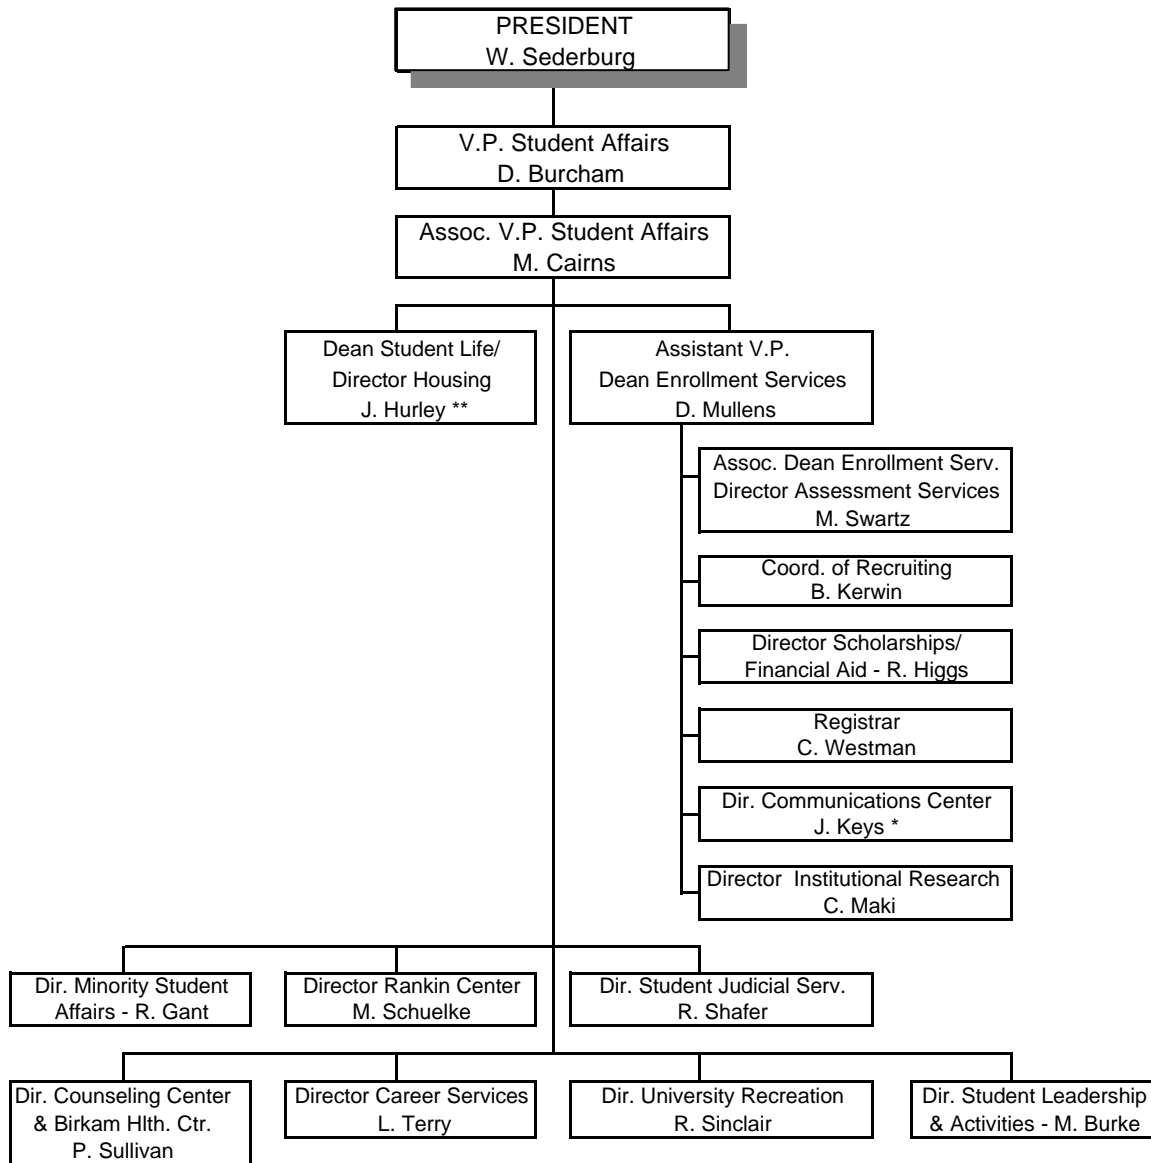 PRESIDENT
W. Sederburg
V.P. Student Affairs
D. Burcham
Assoc. V.P. Student Affairs
M. Cairns
Dean Student Life/
Director Housing
J. Hurley **
Assistant V.P.
Dean Enrollment Services
D. Mullens
Assoc. Dean Enrollment Serv.
Director Assessment Services
M. Swartz
Coord. of Recruiting
B. Kerwin
Director Scholarships/
Financial Aid - R. Higgs
Registrar
C. Westman
Dir. Communications Center
J. Keys *
Director  Institutional Research
C. Maki
Dir. Minority Student
Affairs - R. Gant
Director Rankin Center
M. Schuelke
Dir. Student Judicial Serv.
R. Shafer
Dir. Counseling Center
& Birkam Hlth. Ctr.
P. Sullivan
Director Career Services
L. Terry
Dir. University Recreation
R. Sinclair
Dir. Student Leadership
& Activities - M. Burke